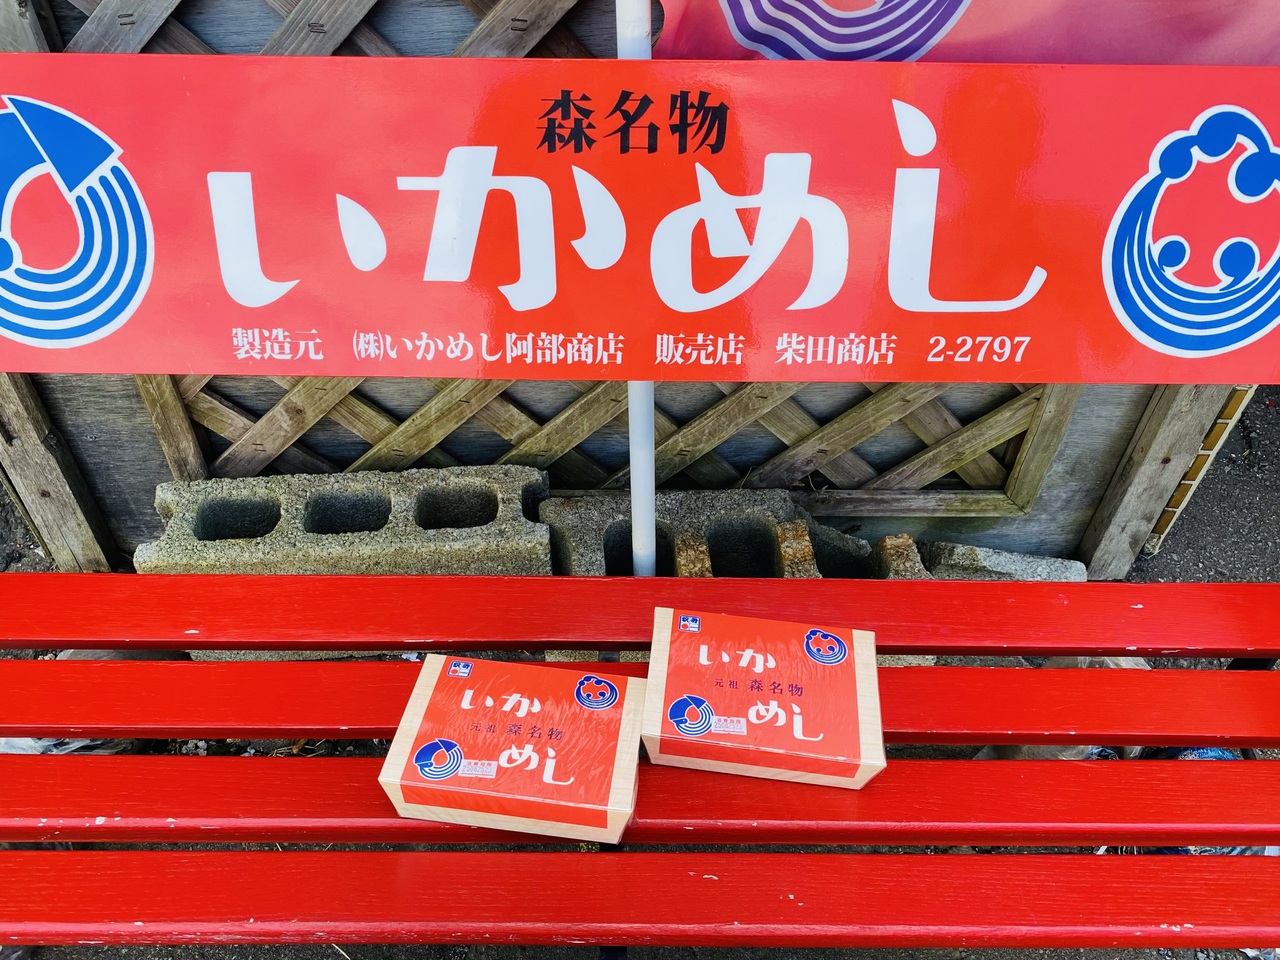 森名物
いかめし
製造元 ㈱いかめし阿部商店 販売店 柴田商店 2-2797
いか
元祖 森名物
めし
いか
元祖 森名物
めし